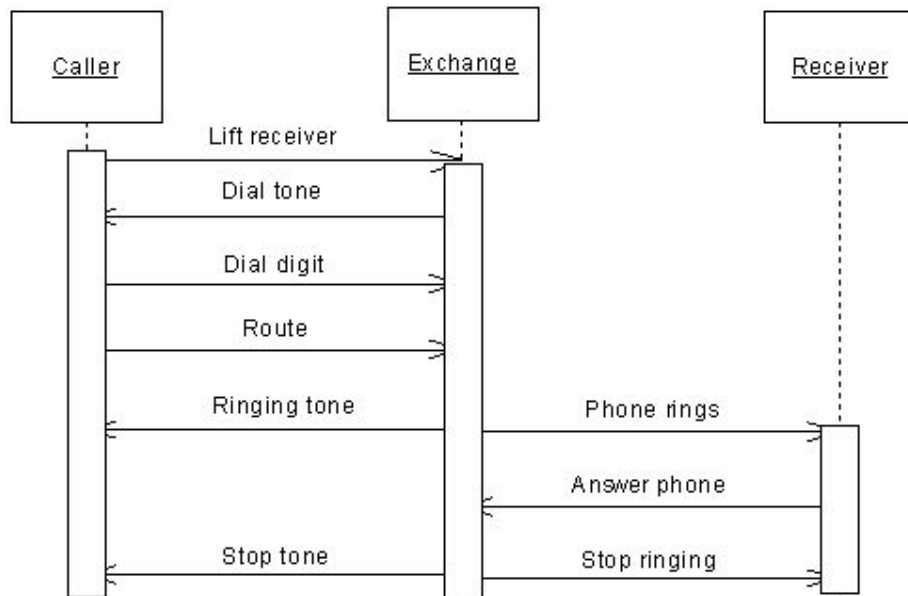 Caller
Exchange
Receiver
Lift receiver
Dial tone
Dial digit
Route
Ringing tone
Phone rings
Answer phone
Stop tone
Stop ringing